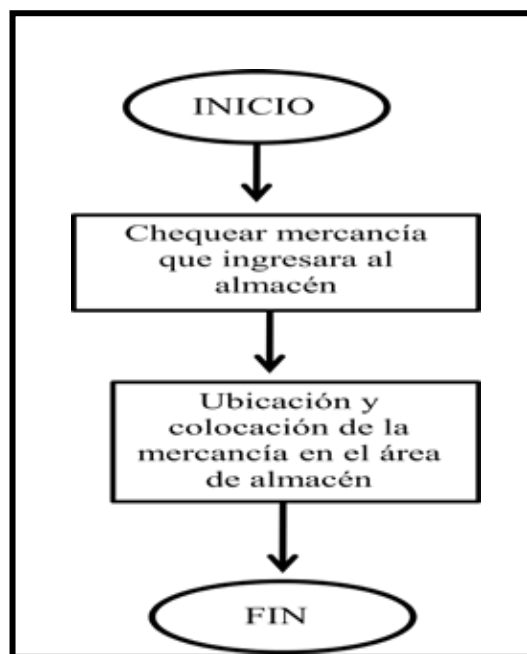 INICIO
Chequear mercancía
que ingresara al
almacén
Ubicación y
colocación de la
mercancía en el área
de almacén
FIN